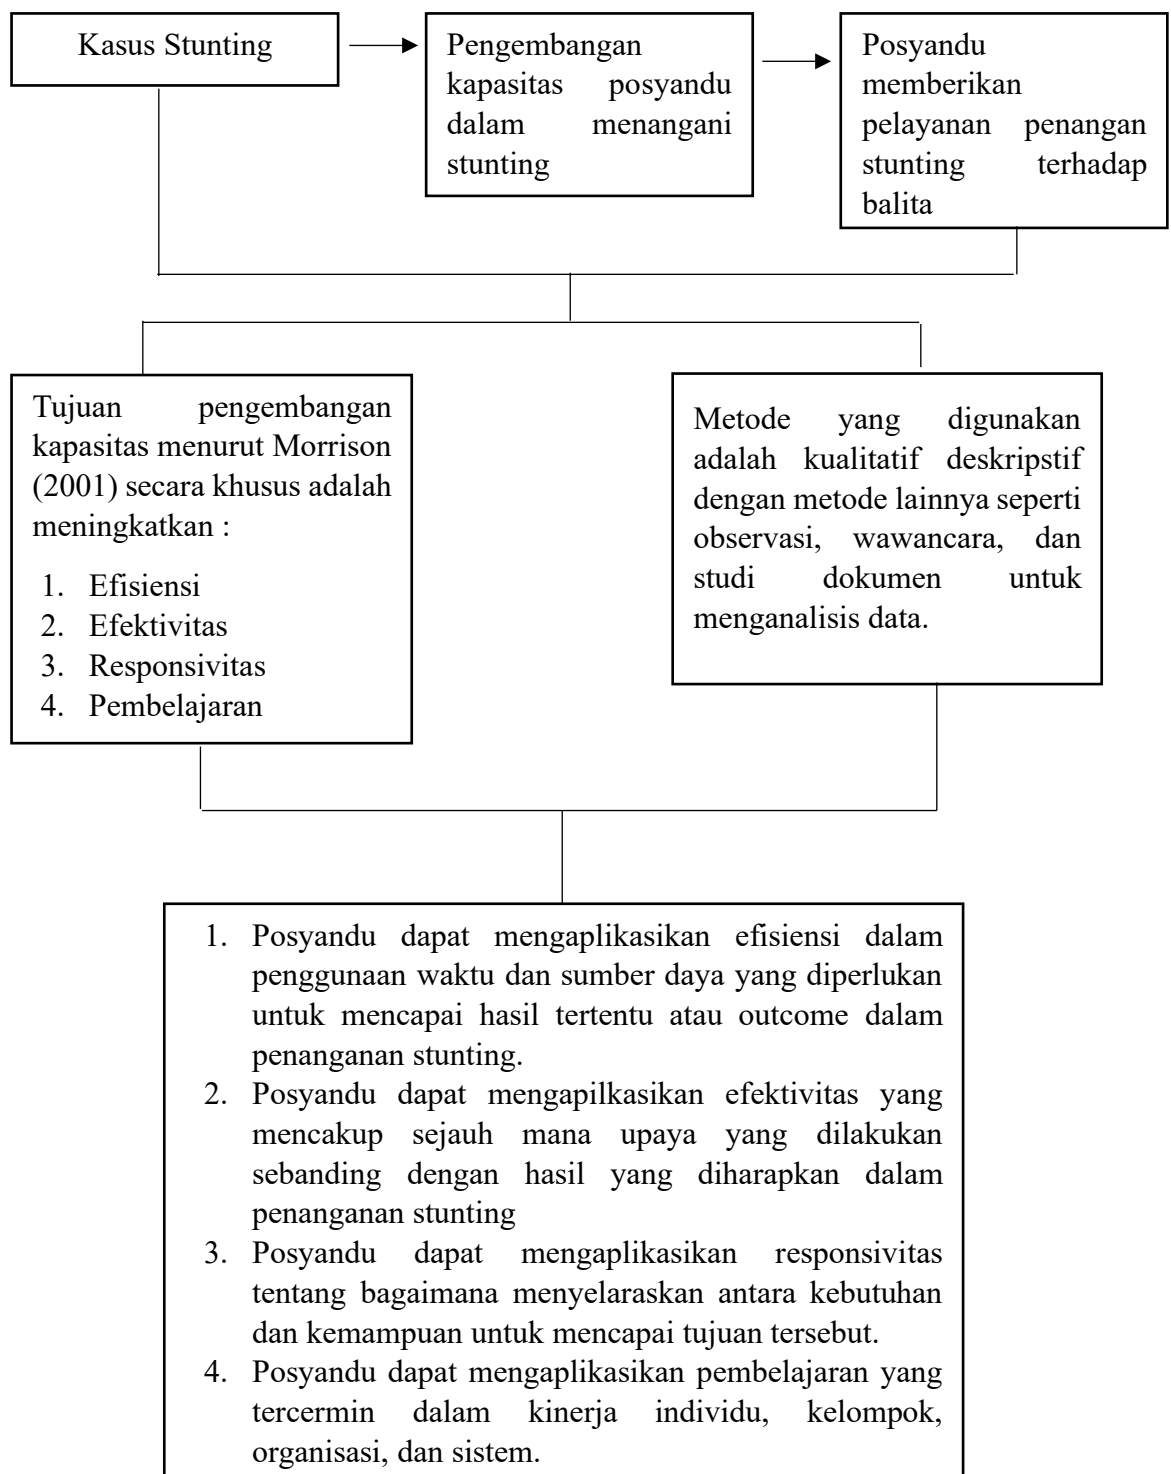 Kasus Stunting
Pengembangan
kapasitas posyandu
dalam menangani
stunting
Posyandu
memberikan
pelayanan penangan
stunting terhadap
balita
Tujuan pengembangan
kapasitas menurut Morrison
(2001) secara khusus adalah
meningkatkan :
1. Efisiensi
2. Efektivitas
3. Responsivitas
4. Pembelajaran
Metode yang digunakan
adalah kualitatif deskripstif
dengan metode lainnya seperti
observasi, wawancara, dan
studi dokumen untuk
menganalisis data.
1. Posyandu dapat mengaplikasikan efisiensi dalam
penggunaan waktu dan sumber daya yang diperlukan
untuk mencapai hasil tertentu atau outcome dalam
penanganan stunting.
2. Posyandu dapat mengapilkasikan efektivitas yang
mencakup sejauh mana upaya yang dilakukan
sebanding dengan hasil yang diharapkan dalam
penanganan stunting
3. Posyandu dapat mengaplikasikan responsivitas
tentang bagaimana menyelaraskan antara kebutuhan
dan kemampuan untuk mencapai tujuan tersebut.
4. Posyandu dapat mengaplikasikan pembelajaran yang
tercermin dalam kinerja individu, kelompok,
organisasi, dan sistem.